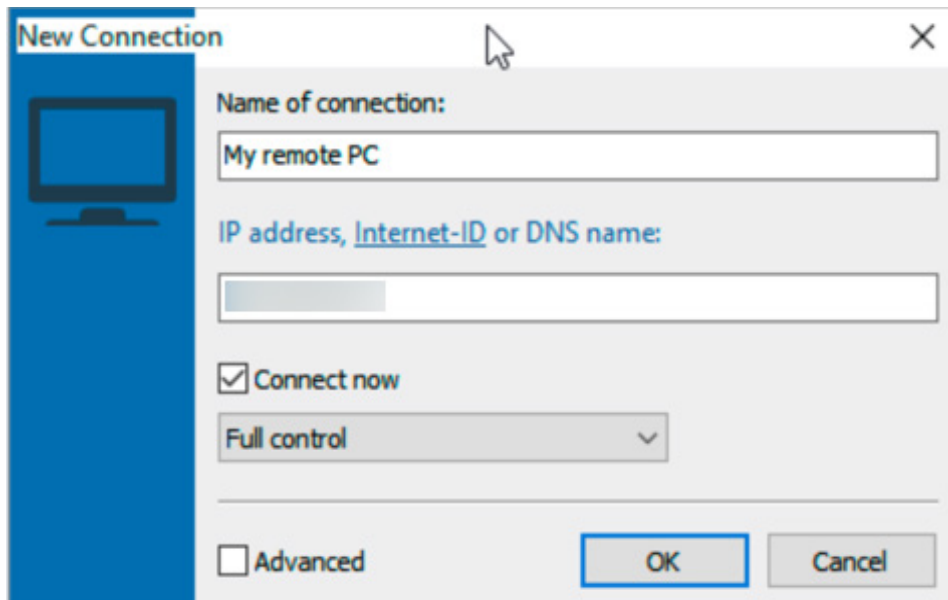 New Connection
Name of connection:
My remote PC
IP address, Internet-ID or DNS name:
Connect now
Full control
Advanced
OK
Cancel